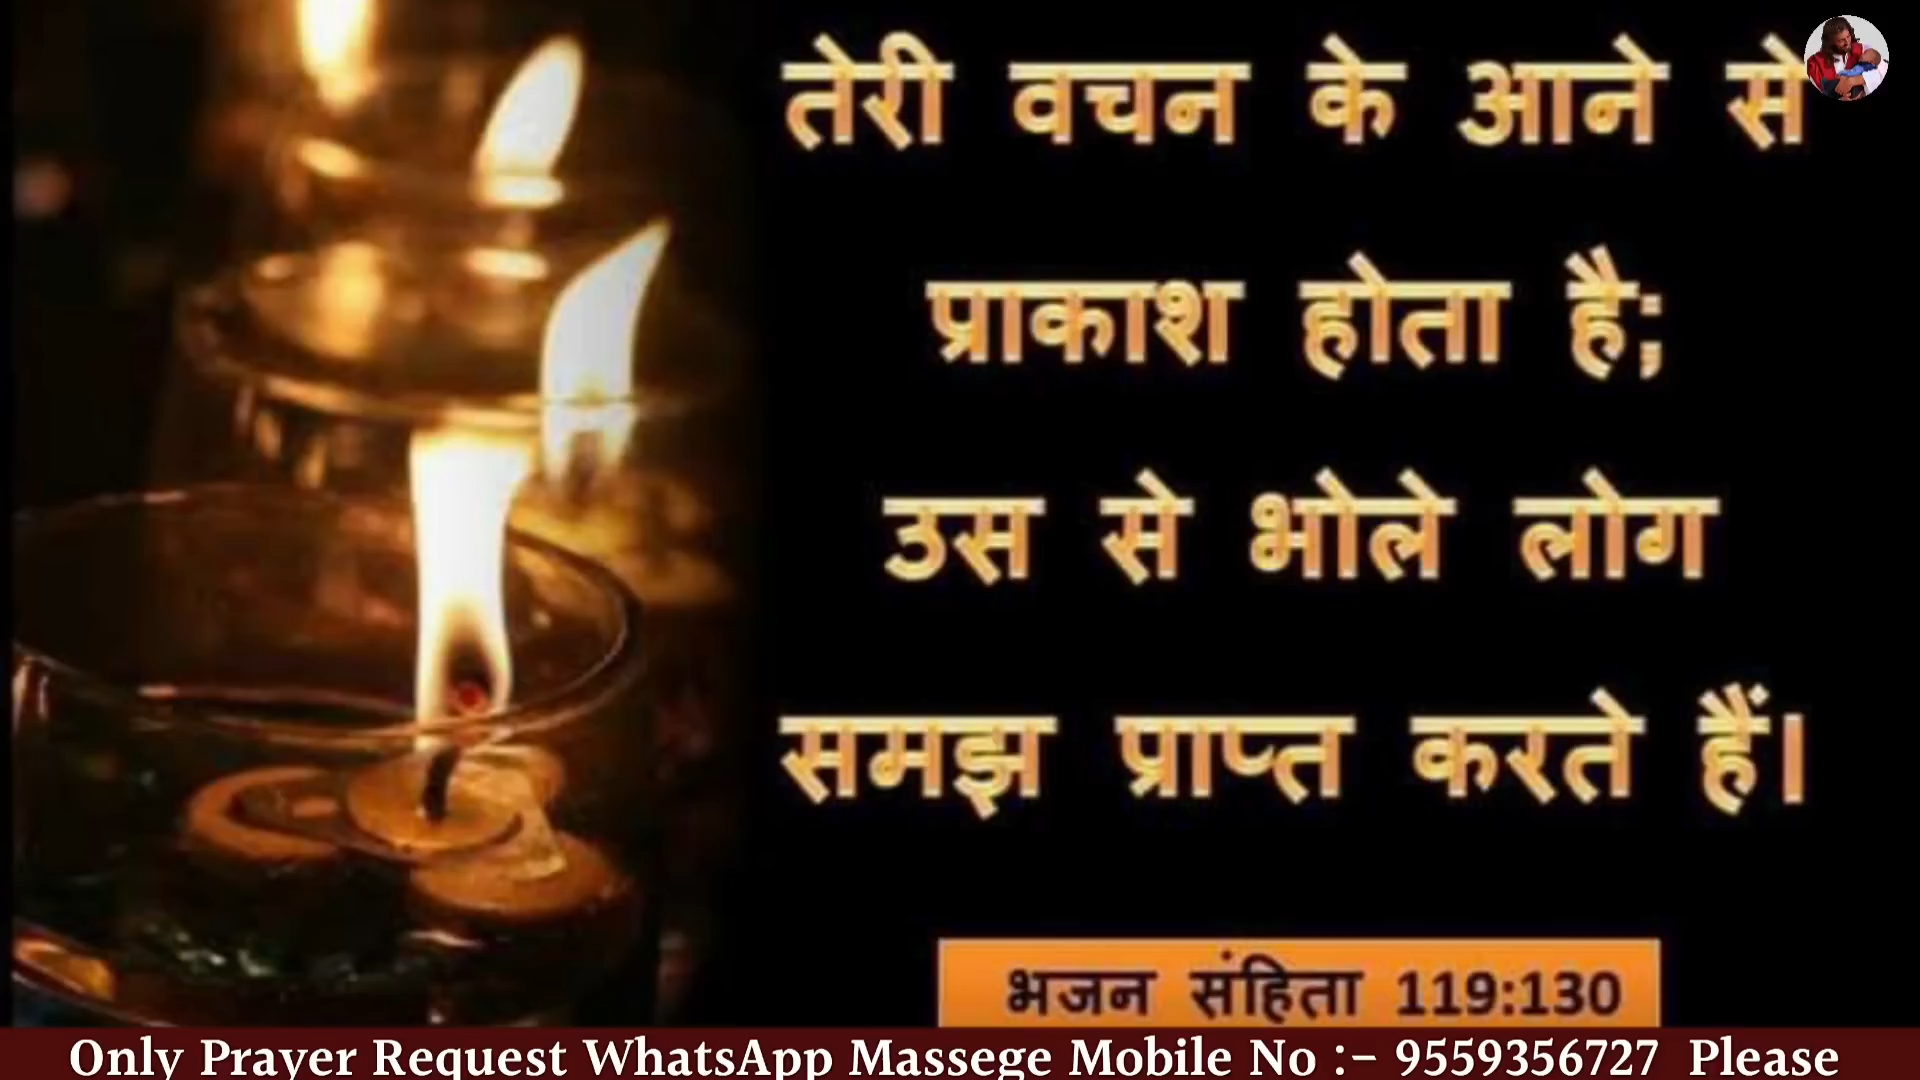 तेरी वचन के आने से
प्राकाश होता है;
उस से भोले लोग
समझ प्राप्त करते हैं।
भजन संहिता 119:130
Only Prayer Request WhatsApp Massege Mobile No :- 9559356727 Please